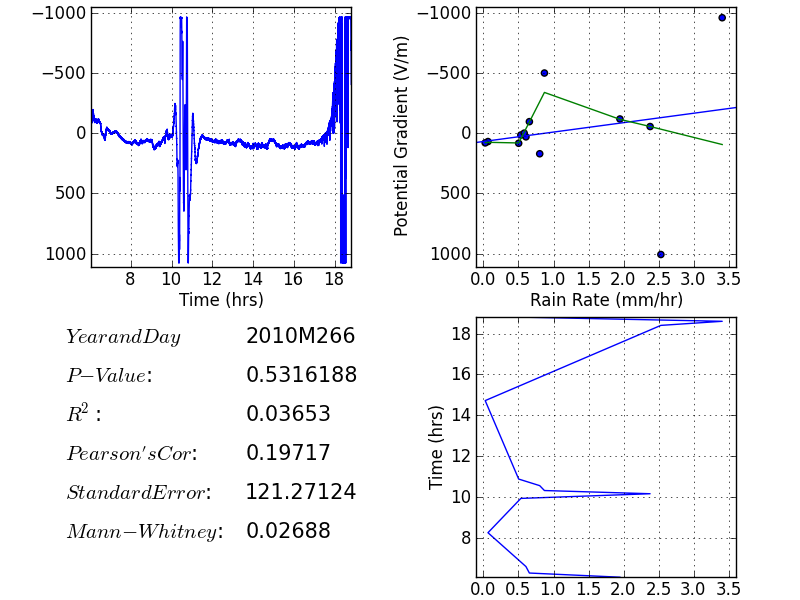 −1000
−500
0
500
1000
8 10 12 14 16 18
Time (hrs)
Potential Gradient (V/m)
−1000
−500
0
500
1000
0.0 0.5 1.0 1.5 2.0 2.5 3.0 3.5
Rain Rate (mm/hr)
YearandDay 2010M266
P−Value: 0.5316188
R²: 0.03653
Pearson'sCor: 0.19717
StandardError: 121.27124
Mann−Whitney: 0.02688
Time (hrs)
18
16
14
12
10
8
0.0 0.5 1.0 1.5 2.0 2.5 3.0 3.5